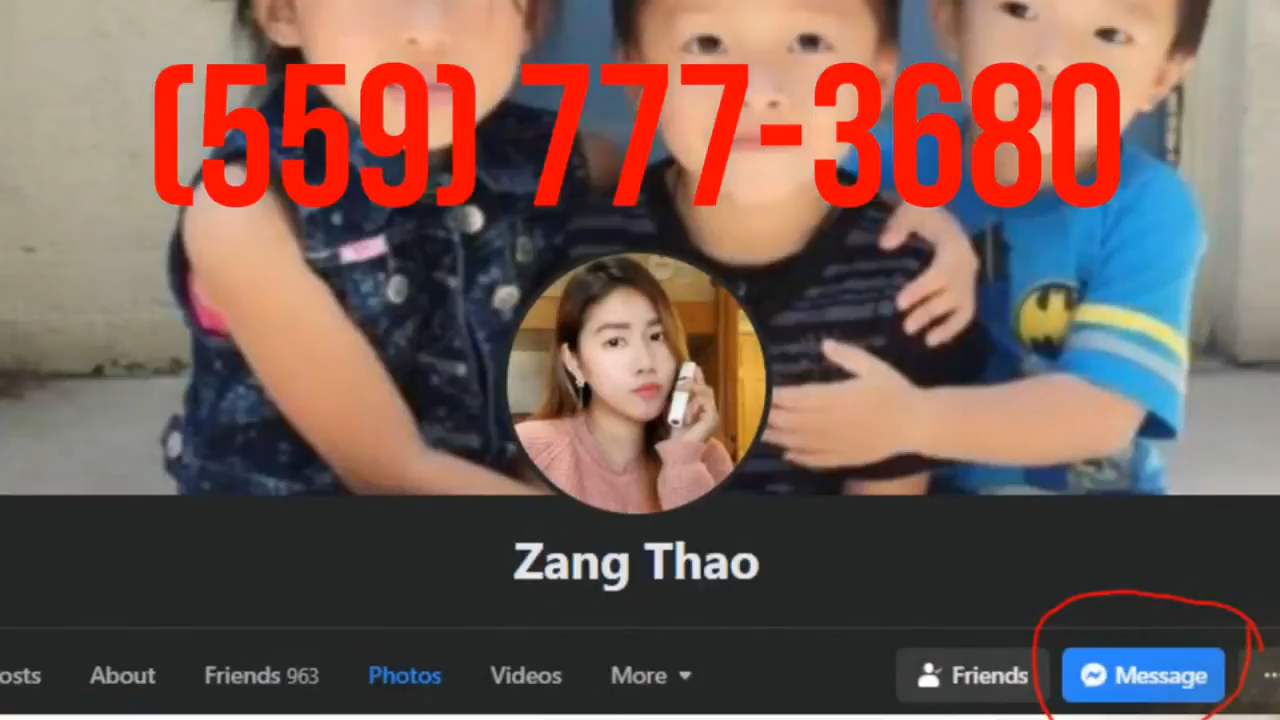 (559) 777-3680
Zang Thao
osts About Friends 963 Photos Videos More Friends Message